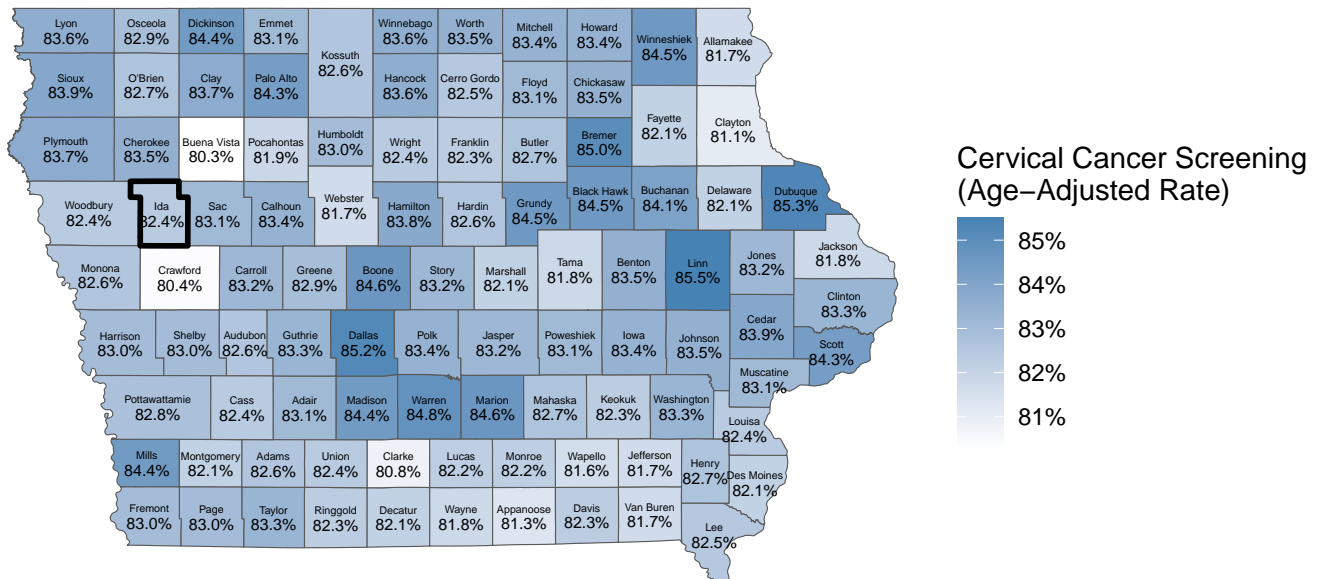 Lyon
83.6%
Osceola
82.9%
Dickinson
84.4%
Emmet
83.1%
Kossuth
82.6%
Winnebago
83.6%
Worth
83.5%
Mitchell
83.4%
Howard
83.4%
Winneshiek
84.5%
Allamakee
81.7%
Sioux
83.9%
O'Brien
82.7%
Clay
83.7%
Palo Alto
84.3%
Hancock
83.6%
Cerro Gordo
82.5%
Floyd
83.1%
Chickasaw
83.5%
Fayette
82.1%
Clayton
81.1%
Plymouth
83.7%
Cherokee
83.5%
Buena Vista
80.3%
Pocahontas
81.9%
Humboldt
83.0%
Wright
82.4%
Franklin
82.3%
Butler
82.7%
Bremer
85.0%
Woodbury
82.4%
Ida
82.4%
Sac
83.1%
Calhoun
83.4%
Webster
81.7%
Hamilton
83.8%
Hardin
82.6%
Grundy
84.5%
Black Hawk
84.5%
Buchanan
84.1%
Delaware
82.1%
Dubuque
85.3%
Monona
82.6%
Crawford
80.4%
Carroll
83.2%
Greene
82.9%
Boone
84.6%
Story
83.2%
Marshall
82.1%
Tama
81.8%
Benton
83.5%
Linn
85.5%
Jones
83.2%
Jackson
81.8%
Clinton
83.3%
Harrison
83.0%
Shelby
83.0%
Audubon
82.6%
Guthrie
83.3%
Dallas
85.2%
Polk
83.4%
Jasper
83.2%
Poweshiek
83.1%
Iowa
83.4%
Johnson
83.5%
Cedar
83.9%
Scott
84.3%
Muscatine
83.1%
Pottawattamie
82.8%
Cass
82.4%
Adair
83.1%
Madison
84.4%
Warren
84.8%
Marion
84.6%
Mahaska
82.7%
Keokuk
82.3%
Washington
83.3%
Louisa
82.4%
Mills
84.4%
Montgomery
82.1%
Adams
82.6%
Union
82.4%
Clarke
80.8%
Lucas
82.2%
Monroe
82.2%
Wapello
81.6%
Jefferson
81.7%
Henry
82.7%
Des Moines
82.1%
Fremont
83.0%
Page
83.0%
Taylor
83.3%
Ringgold
82.3%
Decatur
82.1%
Wayne
81.8%
Appanoose
81.3%
Davis
82.3%
Van Buren
81.7%
Lee
82.5%
Cervical Cancer Screening
(Age−Adjusted Rate)
85%
84%
83%
82%
81%